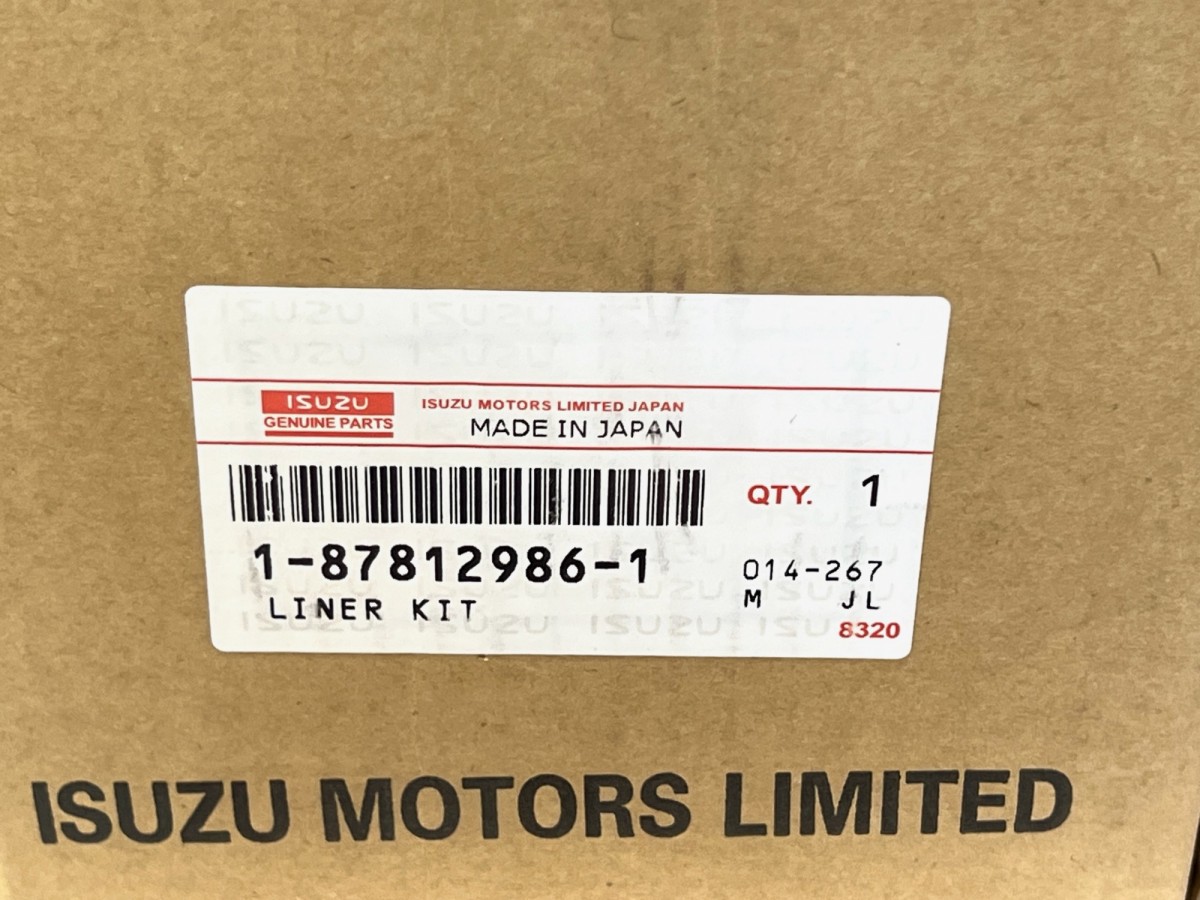 ISUZU
GENUINE PARTS
ISUZU MOTORS LIMITED JAPAN
MADE IN JAPAN
QTY. 1
1-87812986-1
014-267
LINER KIT
M JL
8320
ISUZU MOTORS LIMITED